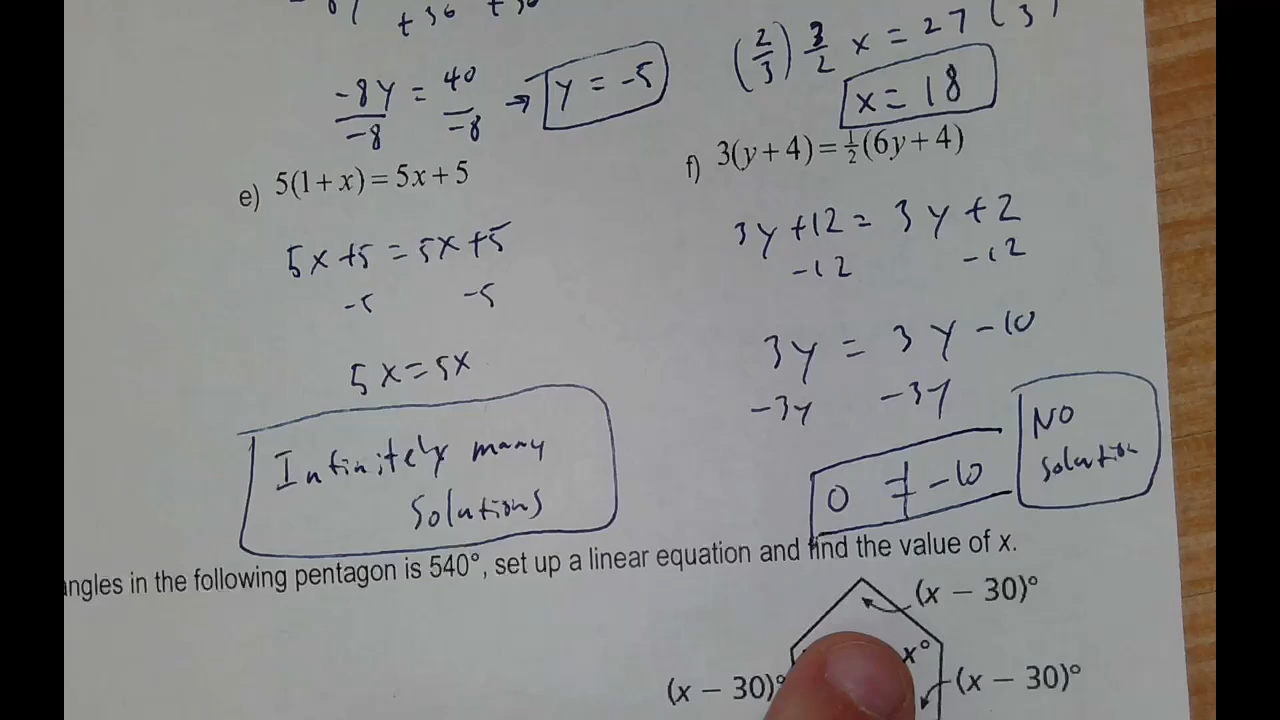 +36 +36
-8y = 40
-8 -8
→ y = -5
(2/3) 3/2 x = 27 (
x = 18
e) 5(1+x) = 5x+5
5x+5 = 5x+5
-5 -5
5x = 5x
Infinitely many
solutions
f) 3(y+4) = ½(6y+4)
3y+12 = 3y+2
-12 -12
3y = 3y-10
-3y -3y
0 ≠ -10
No
solution
angles in the following pentagon is 540°, set up a linear equation and find the value of x.
(x − 30)°
x°
(x − 30)°
(x − 30)°